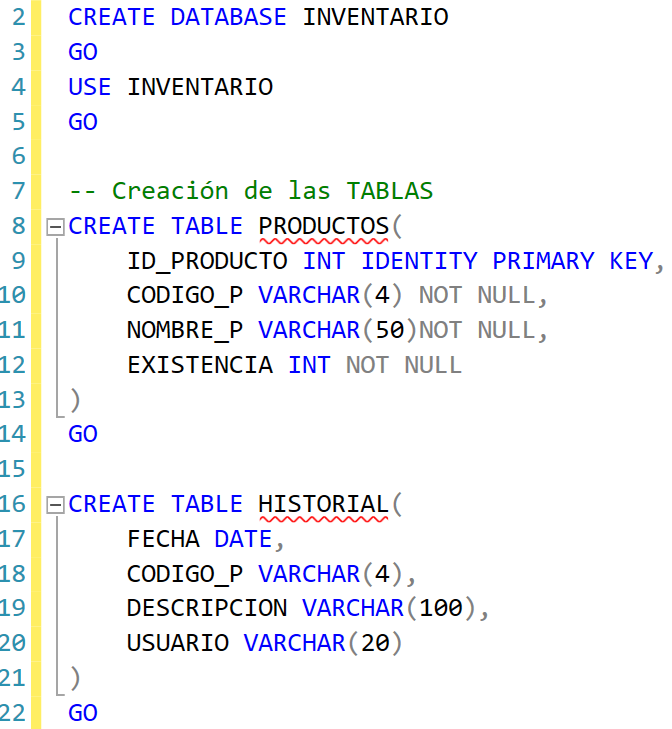 2 CREATE DATABASE INVENTARIO
3 GO
4 USE INVENTARIO
5 GO
6
7 -- Creación de las TABLAS
8 CREATE TABLE PRODUCTOS(
9 ID_PRODUCTO INT IDENTITY PRIMARY KEY,
10 CODIGO_P VARCHAR(4) NOT NULL,
11 NOMBRE_P VARCHAR(50)NOT NULL,
12 EXISTENCIA INT NOT NULL
13 )
14 GO
15
16 CREATE TABLE HISTORIAL(
17 FECHA DATE,
18 CODIGO_P VARCHAR(4),
19 DESCRIPCION VARCHAR(100),
20 USUARIO VARCHAR(20)
21 )
22 GO